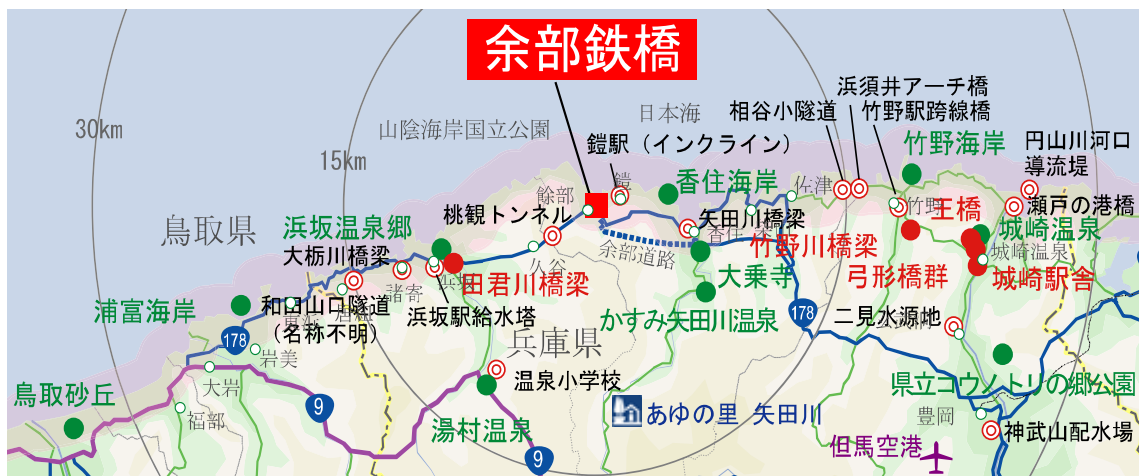 余部鉄橋
30km
15km
山陰海岸国立公園
日本海
浜須井アーチ橋
相谷小隧道
竹野駅跨線橋
竹野海岸
円山川河口
導流堤
鎧駅（インクライン）
鎧
餘部
香住海岸
佐津
竹野
瀬戸の港橋
鳥取県
浜坂温泉郷
桃観トンネル
矢田川橋梁
香住
王橋
城崎温泉
城崎温泉
大栃川橋梁
余部道路
竹野川橋梁
弓形橋群
城崎駅舎
久谷
大乗寺
諸寄
浜坂
田君川橋梁
浦富海岸
和田山口隧道
（名称不明）
浜坂駅給水塔
かすみ矢田川温泉
178
178
二見水源地
兵庫県
岩美
大岩
温泉小学校
県立コウノトリの郷公園
鳥取砂丘
福部
9
湯村温泉
あゆの里 矢田川
豊岡
神武山配水場
但馬空港
9